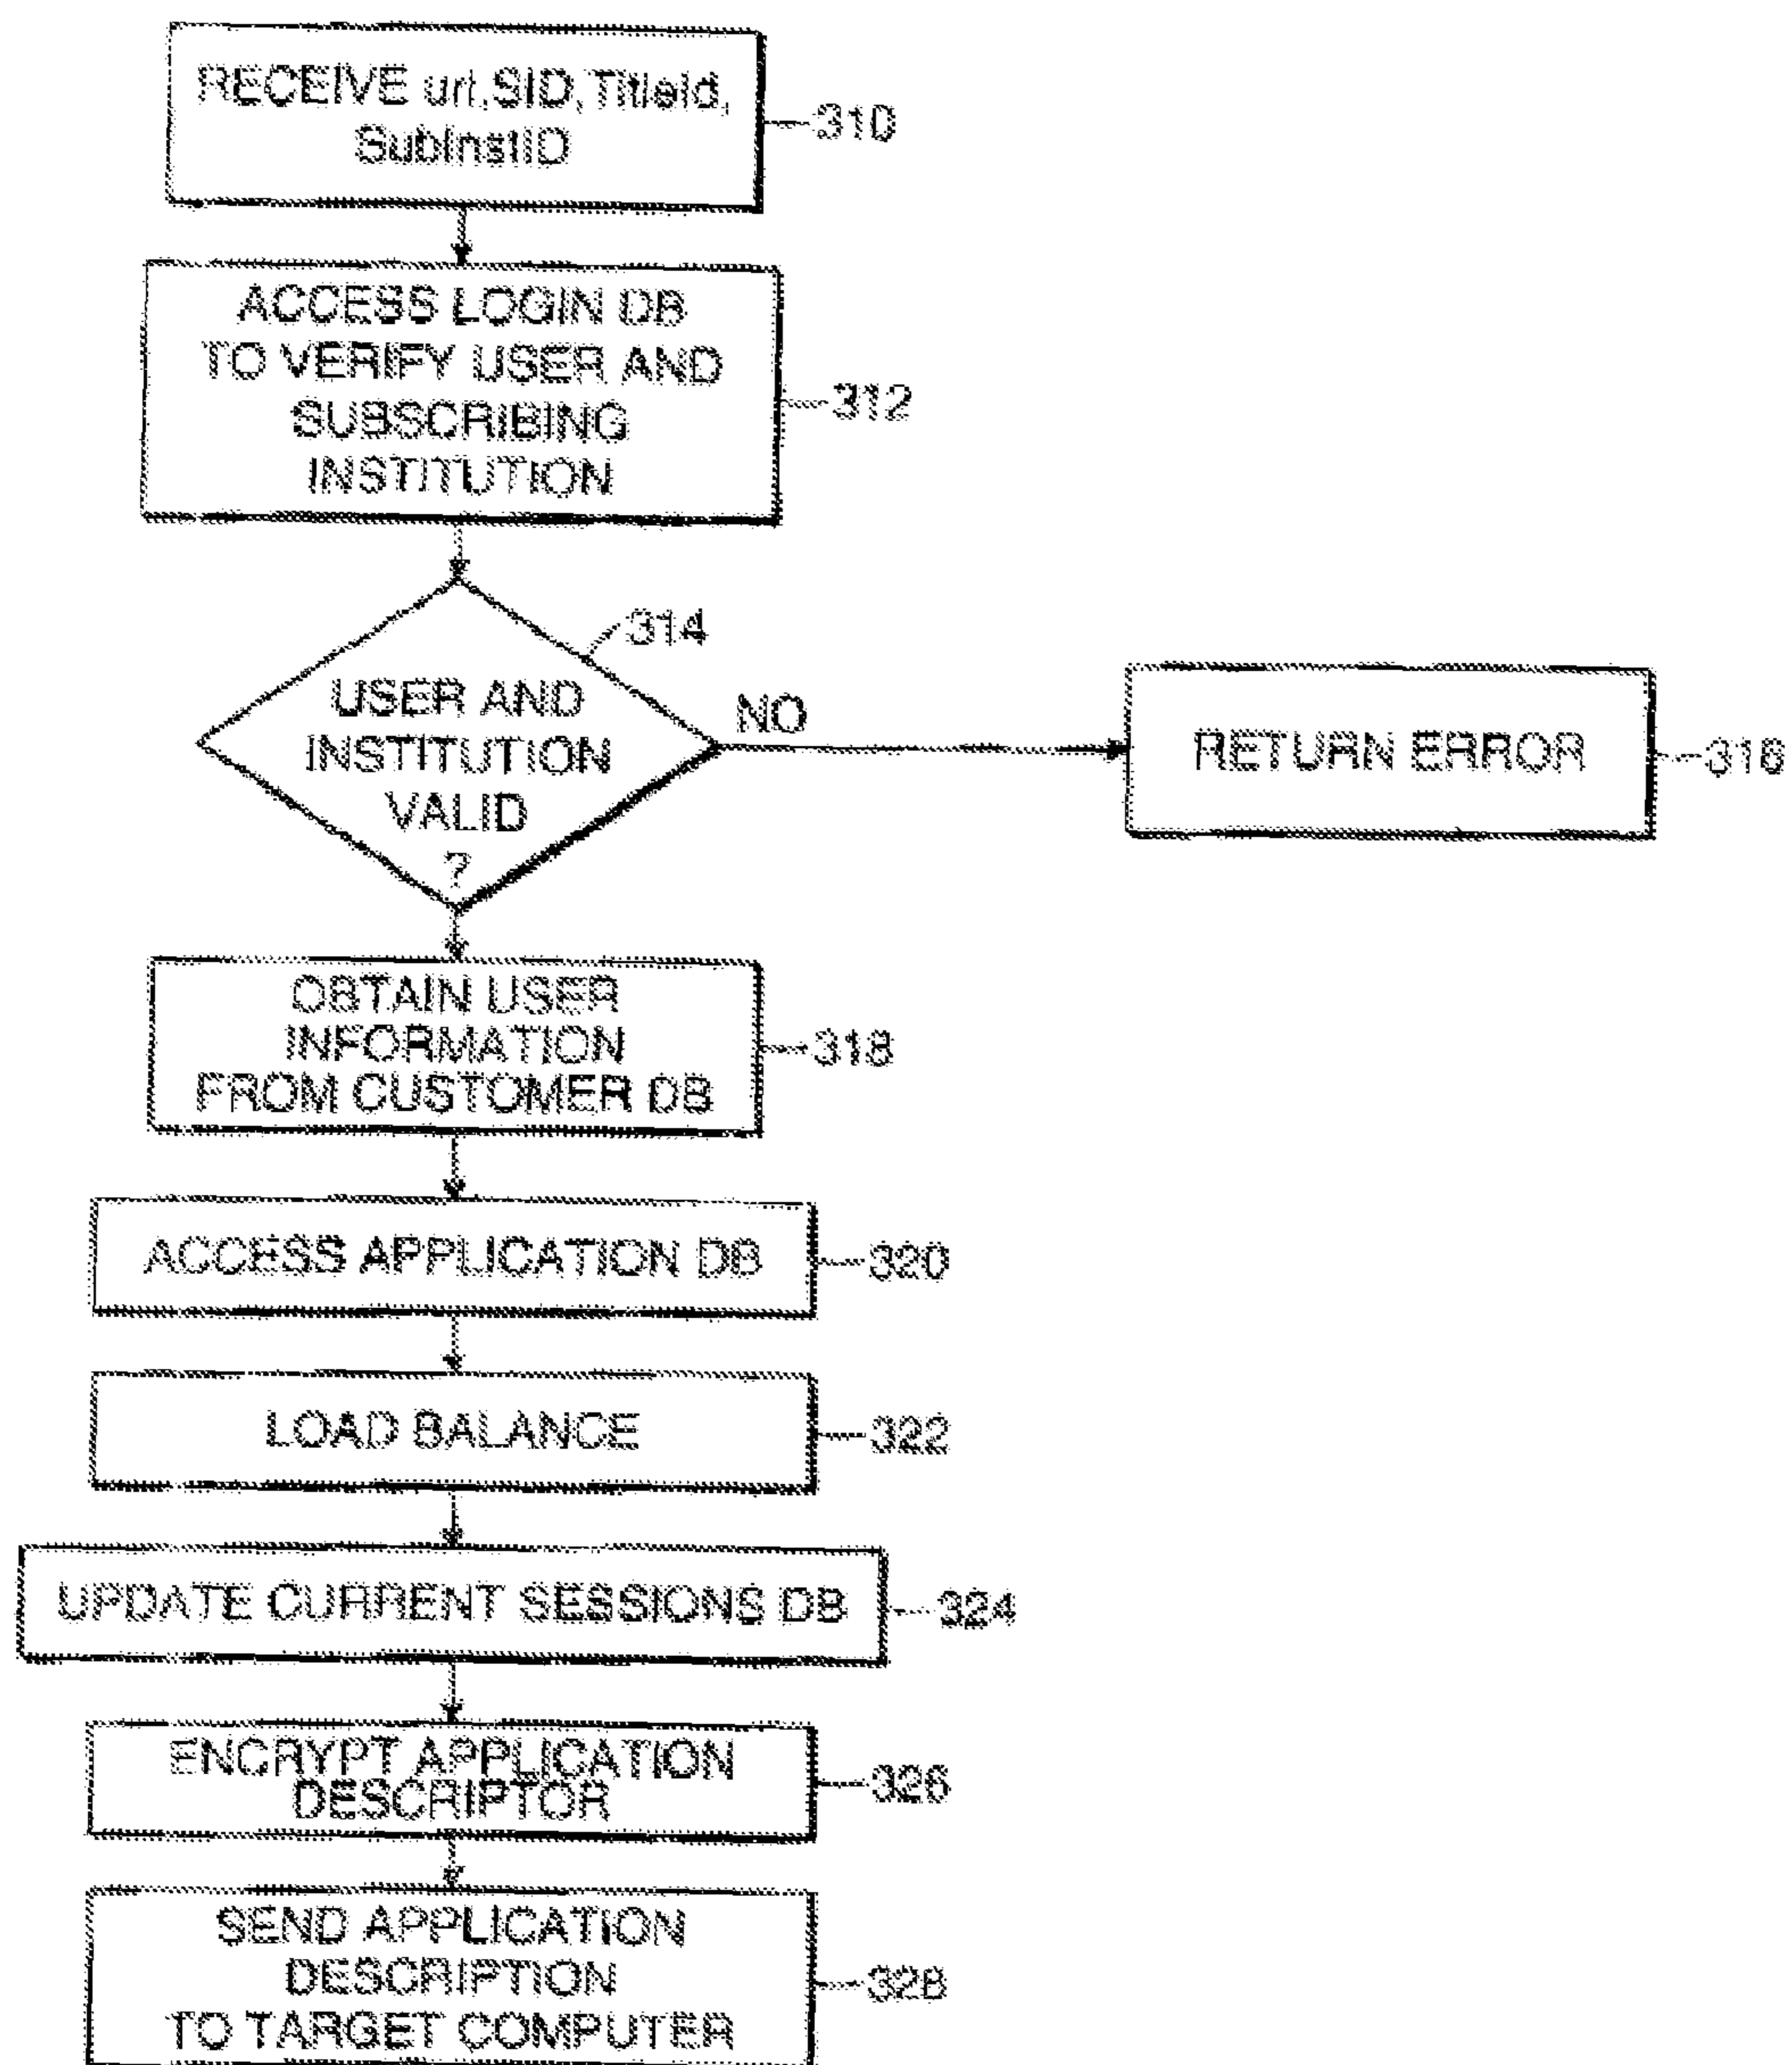 RECEIVE url,SID,TitleId,
SubInstID
310
ACCESS LOGIN DB
TO VERIFY USER AND
SUBSCRIBING
INSTITUTION
312
314
USER AND
INSTITUTION
VALID
?
NO
RETURN ERROR
316
OBTAIN USER
INFORMATION
FROM CUSTOMER DB
318
ACCESS APPLICATION DB
320
LOAD BALANCE
322
UPDATE CURRENT SESSIONS DB
324
ENCRYPT APPLICATION
DESCRIPTOR
326
SEND APPLICATION
DESCRIPTION
TO TARGET COMPUTER
328